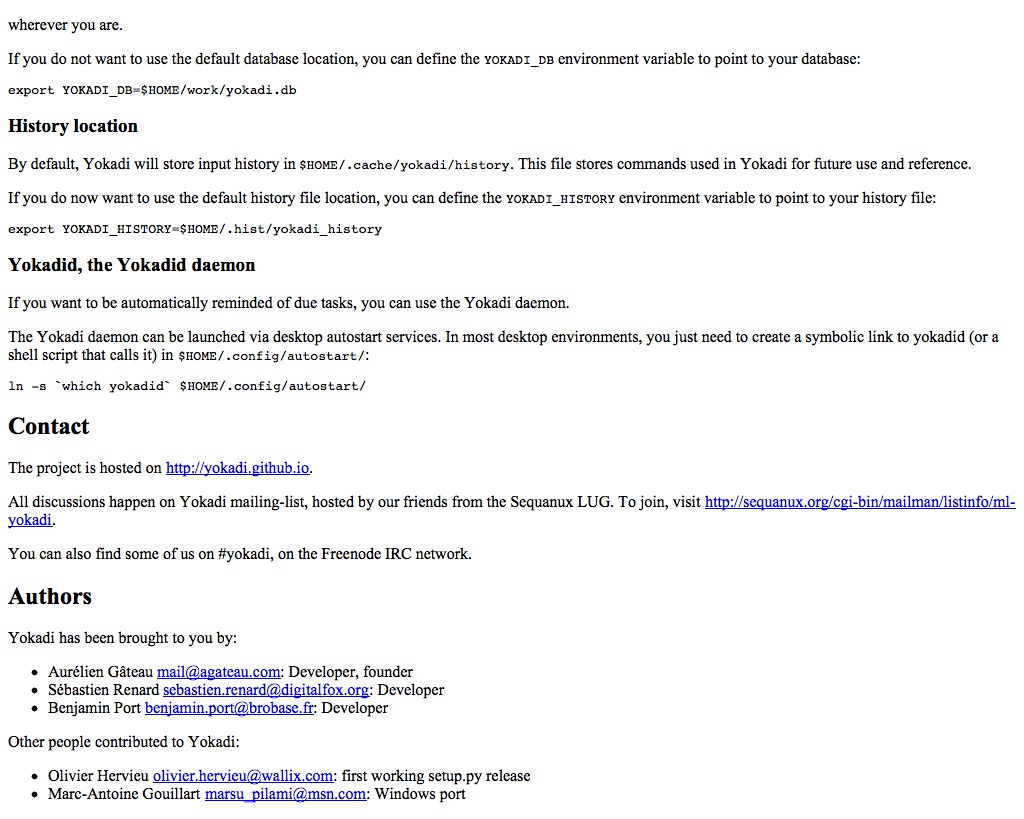 wherever you are.
If you do not want to use the default database location, you can define the YOKADI_DB environment variable to point to your database:
export YOKADI_DB=$HOME/work/yokadi.db
History location
By default, Yokadi will store input history in $HOME/.cache/yokadi/history. This file stores commands used in Yokadi for future use and reference.
If you do now want to use the default history file location, you can define the YOKADI_HISTORY environment variable to point to your history file:
export YOKADI_HISTORY=$HOME/.hist/yokadi_history
Yokadid, the Yokadid daemon
If you want to be automatically reminded of due tasks, you can use the Yokadi daemon.
The Yokadi daemon can be launched via desktop autostart services. In most desktop environments, you just need to create a symbolic link to yokadid (or a
shell script that calls it) in $HOME/.config/autostart/:
ln -s `which yokadid` $HOME/.config/autostart/
Contact
The project is hosted on http://yokadi.github.io.
All discussions happen on Yokadi mailing-list, hosted by our friends from the Sequanux LUG. To join, visit http://sequanux.org/cgi-bin/mailman/listinfo/ml-
yokadi.
You can also find some of us on #yokadi, on the Freenode IRC network.
Authors
Yokadi has been brought to you by:
• Aurélien Gâteau mail@agateau.com: Developer, founder
• Sébastien Renard sebastien.renard@digitalfox.org: Developer
• Benjamin Port benjamin.port@brobase.fr: Developer
Other people contributed to Yokadi:
• Olivier Hervieu olivier.hervieu@wallix.com: first working setup.py release
• Marc-Antoine Gouillart marsu_pilami@msn.com: Windows port